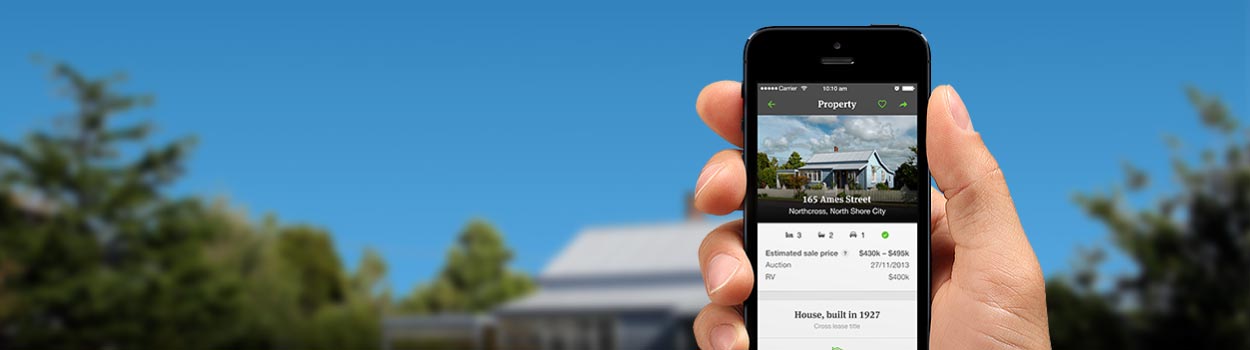 Carrier 10:10 am
Property
165 Ames Street
Northcross, North Shore City
3 2 1
Estimated sale price ? $430k – $495k
Auction 27/11/2013
RV $400k
House, built in 1927
Cross lease title